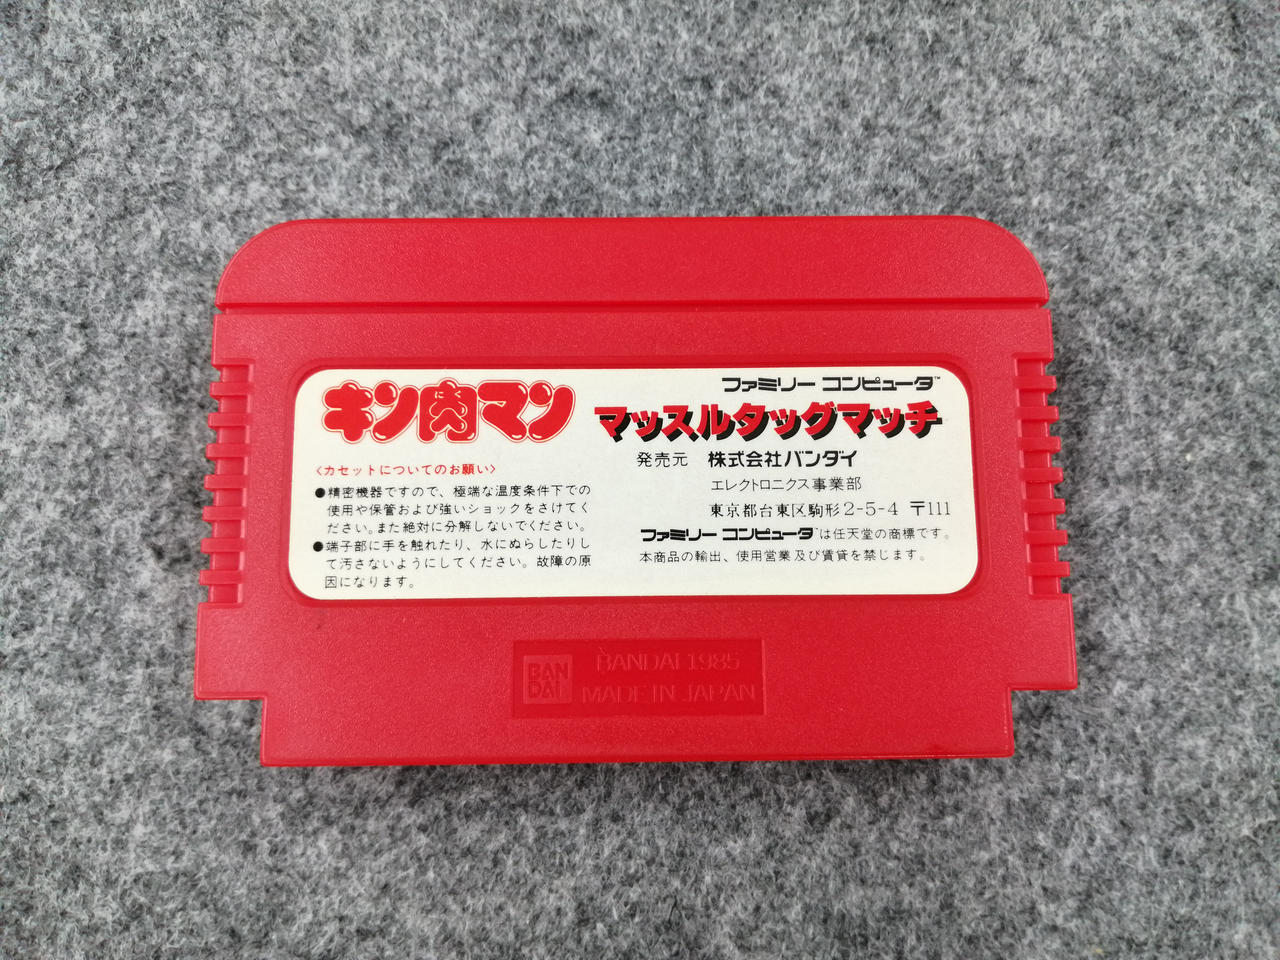 キン肉マン
にく
ファミリー コンピュータ™
マッスルタッグマッチ
発売元 株式会社バンダイ
エレクトロニクス事業部
東京都台東区駒形2-5-4 〒111
ファミリー コンピュータ™は任天堂の商標です。
本商品の輸出、使用営業及び賃貸を禁じます。
〈カセットについてのお願い〉
●精密機器ですので、極端な温度条件下での
使用や保管および強いショックをさけてく
ださい。また絶対に分解しないでください。
●端子部に手を触れたり、水にぬらしたりし
て汚さないようにしてください。故障の原
因になります。
BAN
DAI
BANDAI 1985
MADE IN JAPAN